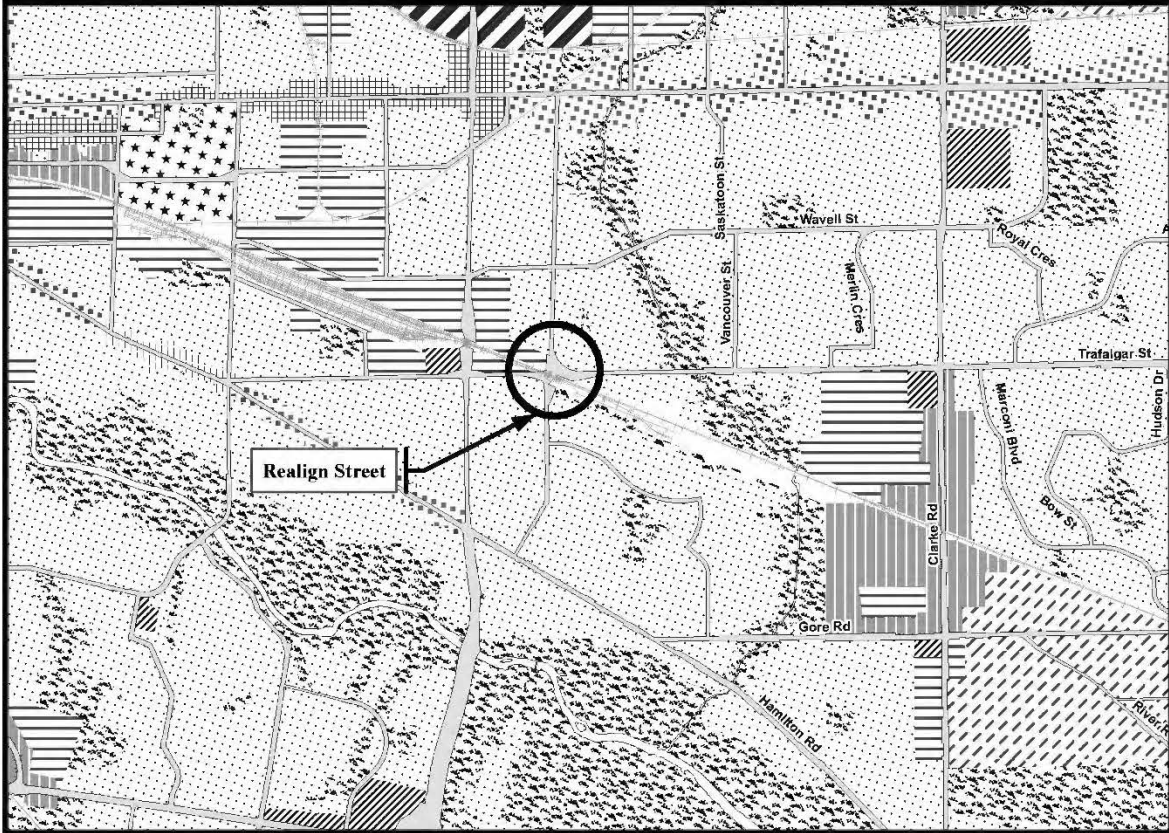 Saskatoon St
Wavell St
Royal Cres
A
Vancouver St
Merlin Cres
Trafalgar St
Marconi Blvd
Hudson Dr
Realign Street
Bow St
Clarke Rd
Gore Rd
Hamilton Rd
River